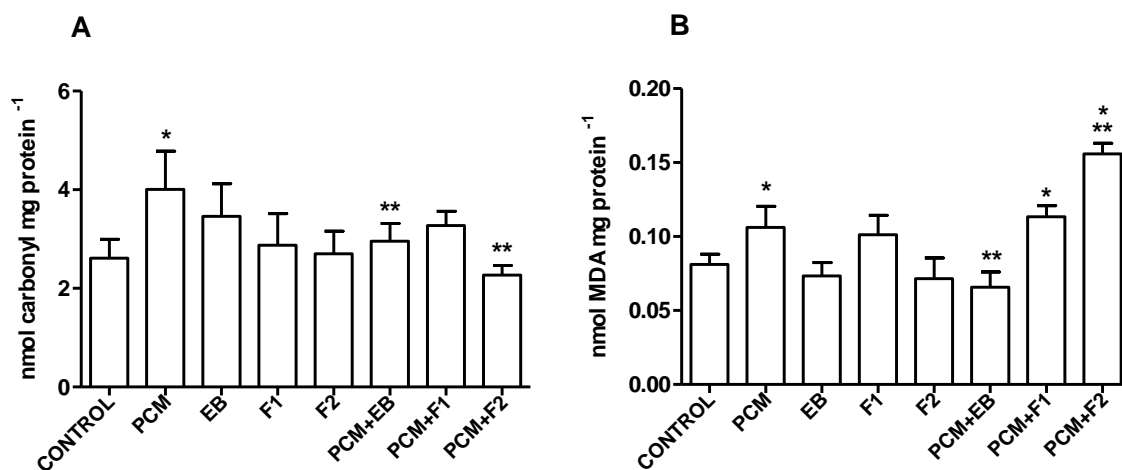 A
nmol carbonyl mg protein -1
6
4
2
0
*
**
**
CONTROL
PCM
EB
F1
F2
PCM+EB
PCM+F1
PCM+F2
B
nmol MDA mg protein -1
0.20
0.15
0.10
0.05
0.00
*
**
*
*
**
CONTROL
PCM
EB
F1
F2
PCM+EB
PCM+F1
PCM+F2